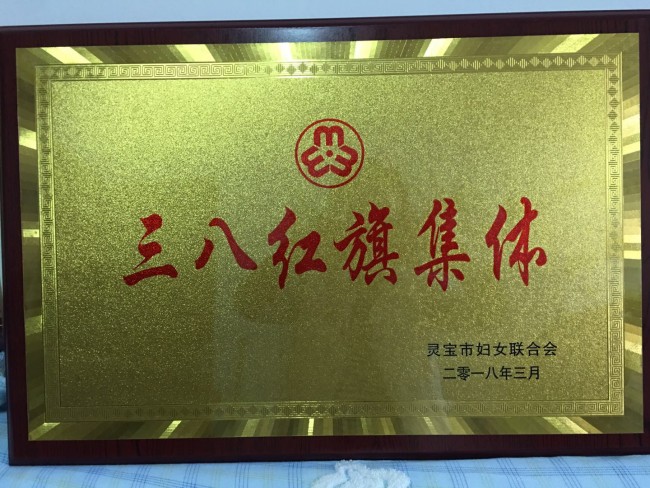 三八红旗集体
灵宝市妇女联合会
二零一八年三月